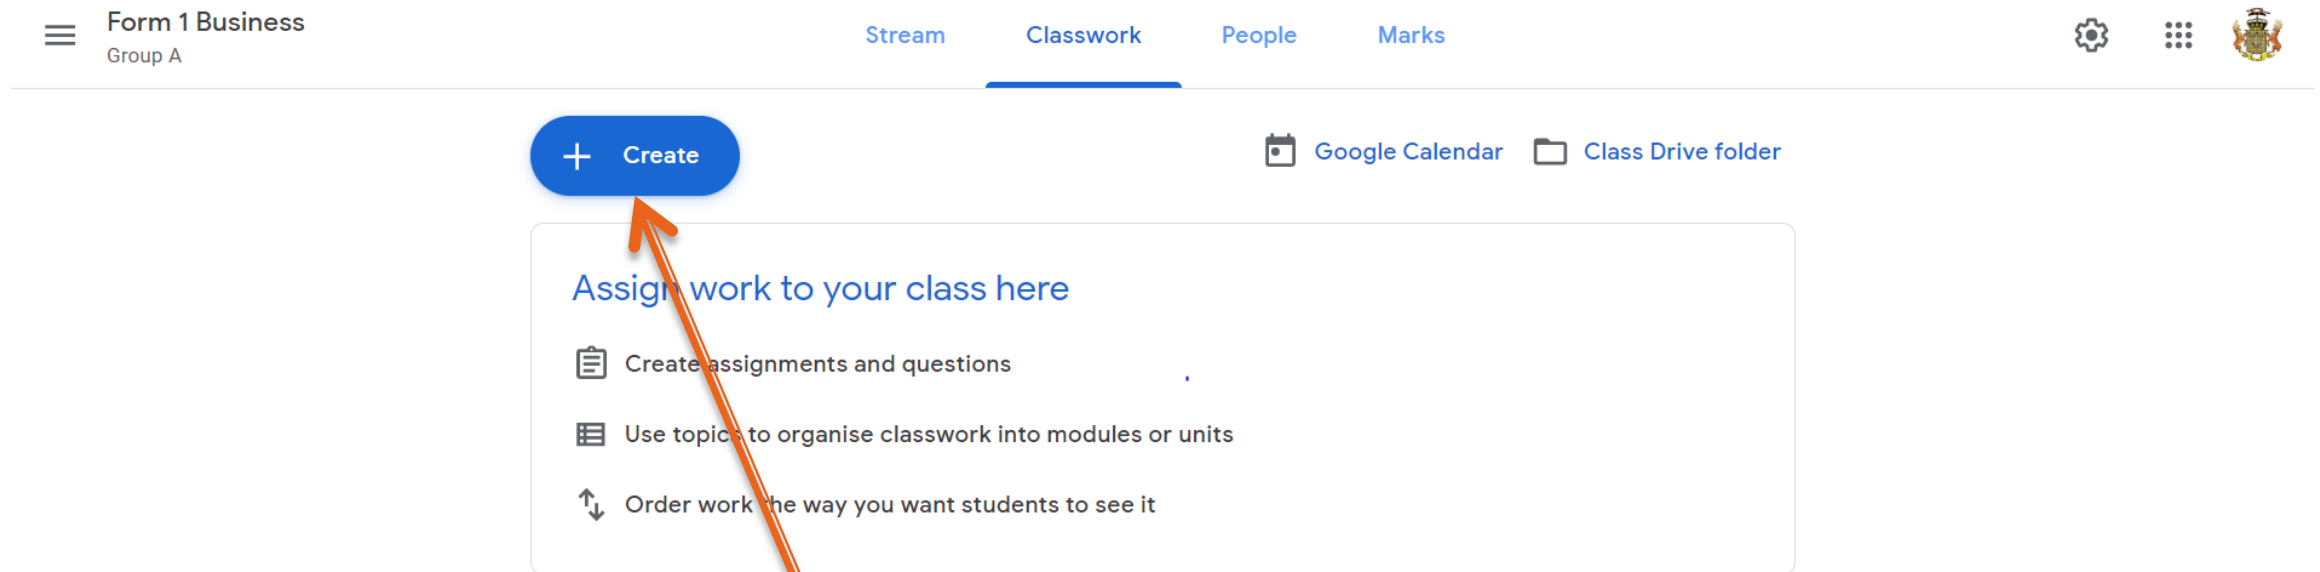 Form 1 Business
Group A
Stream
Classwork
People
Marks
Create
Google Calendar
Class Drive folder
Assign work to your class here
Create assignments and questions
Use topics to organise classwork into modules or units
Order work the way you want students to see it